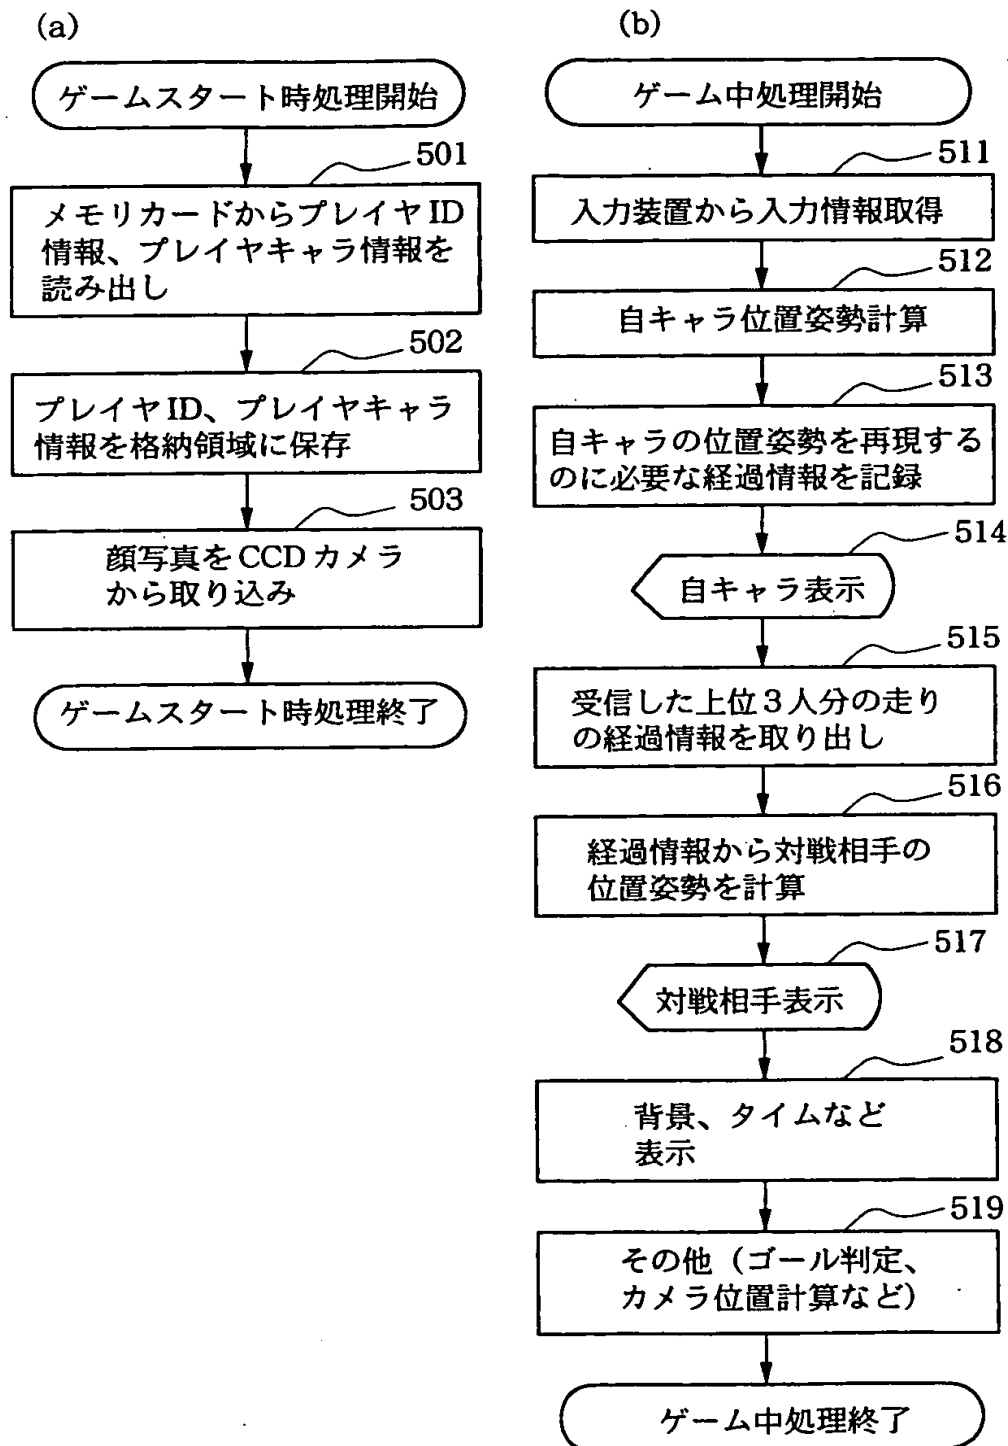 (a)
ゲームスタート時処理開始
501
メモリカードからプレイヤID
情報、プレイヤキャラ情報を
読み出し
502
プレイヤID、プレイヤキャラ
情報を格納領域に保存
503
顔写真をCCDカメラ
から取り込み
ゲームスタート時処理終了
(b)
ゲーム中処理開始
511
入力装置から入力情報取得
512
自キャラ位置姿勢計算
513
自キャラの位置姿勢を再現する
のに必要な経過情報を記録
514
自キャラ表示
515
受信した上位3人分の走り
の経過情報を取り出し
516
経過情報から対戦相手の
位置姿勢を計算
517
対戦相手表示
518
背景、タイムなど
表示
519
その他（ゴール判定、
カメラ位置計算など）
ゲーム中処理終了